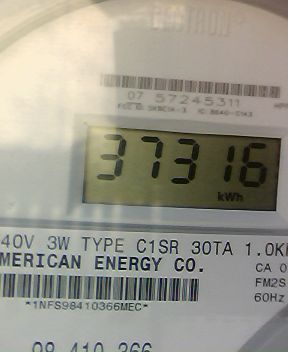 07 57245311
37316
kWh
40V 3W TYPE C1SR 30TA 1.0K
MERICAN ENERGY CO.
CA 0
FM2S
60Hz
*1NFS98410366MEC*
98 410 366